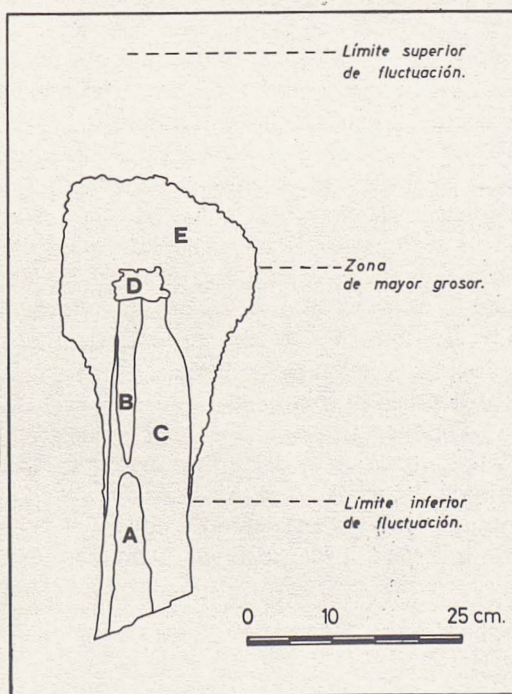 Límite superior
de fluctuación.
E
Zona
de mayor grosor.
D
B
C
Límite inferior
de fluctuación.
A
0 10 25 cm.